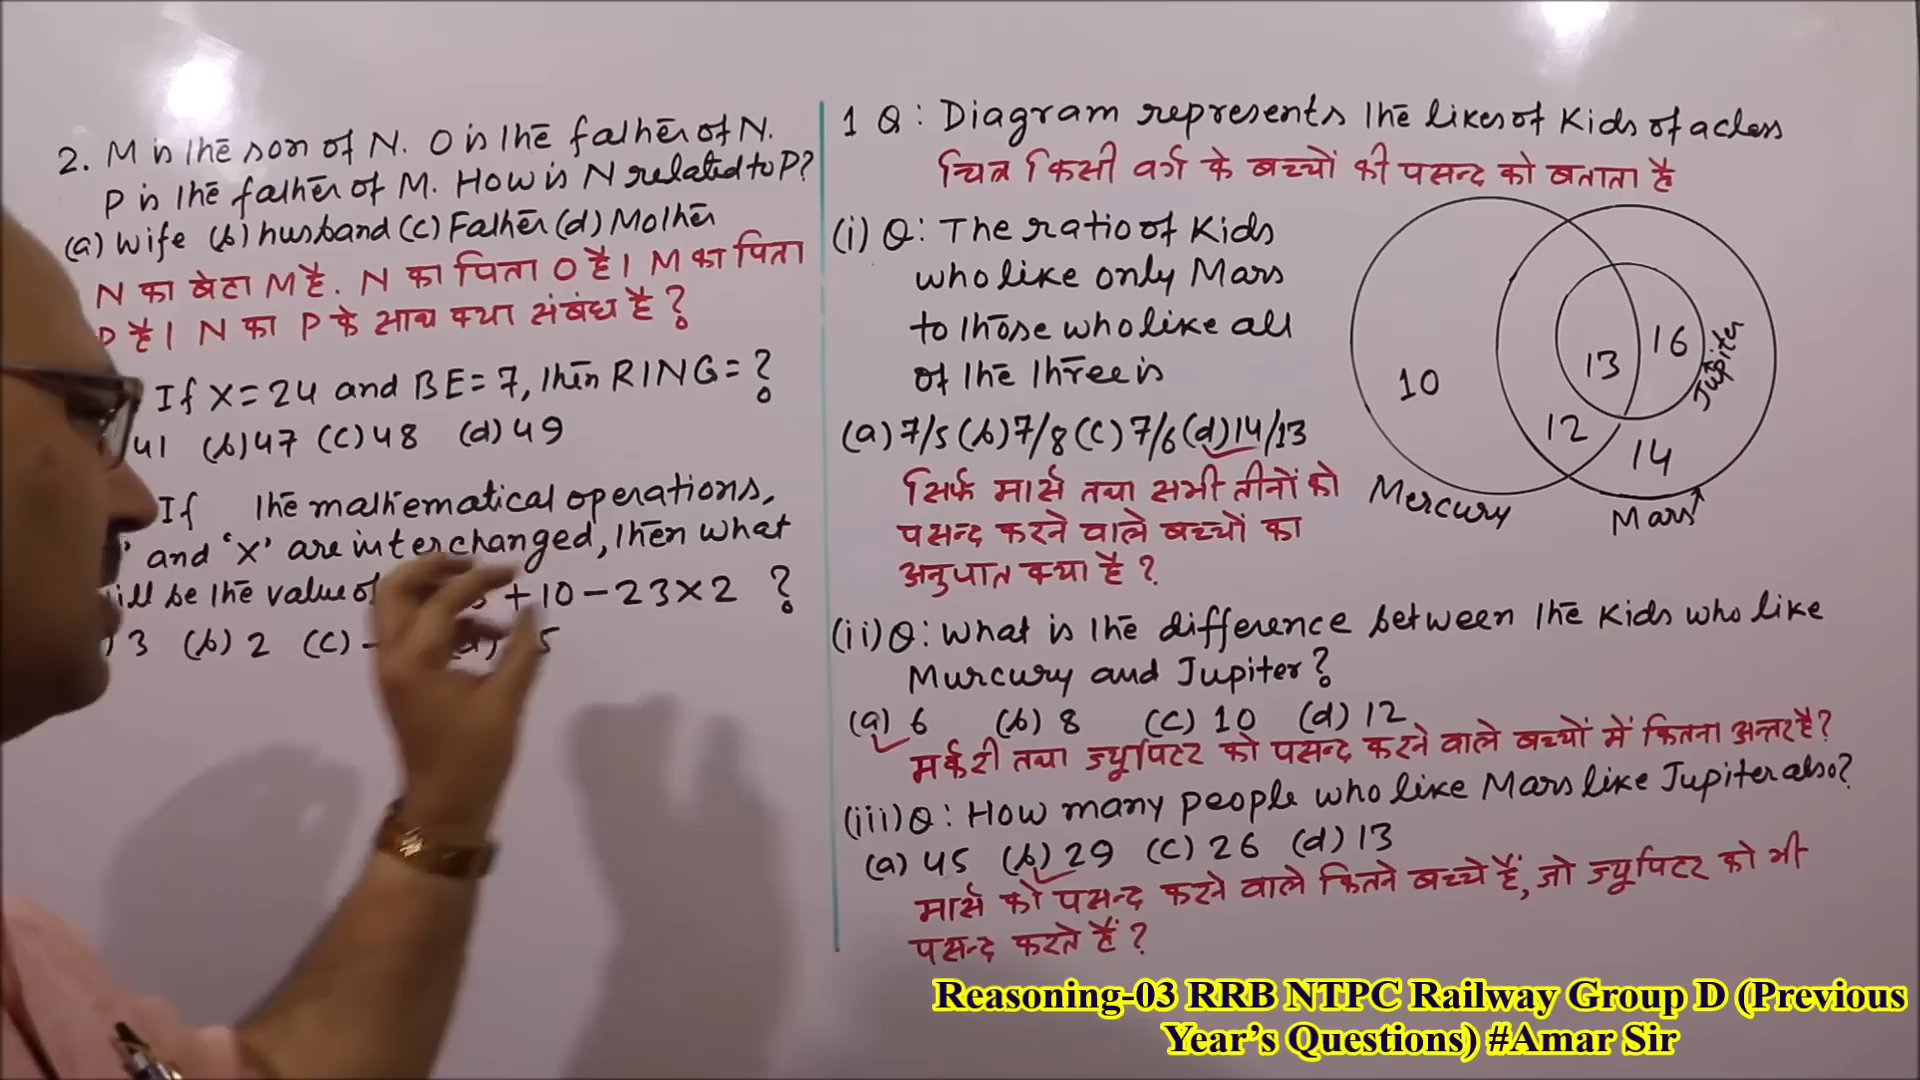 2. M is the son of N. O is the father of N.
P is the father of M. How is N related to P?
(a) wife (b) husband (c) Father (d) Mother
N का बेटा M है. N का पिता O है। M का पिता
P है। N का P के साथ क्या संबंध है?
If X=24 and BE=7, then RING=?
41 (b) 47 (c) 48 (d) 49
If the mathematical operations,
' and 'x' are interchanged, then what
ill be the value of +10-23×2 ?
) 3 (b) 2 (c) - 5
1 Q: Diagram represents the likes of Kids of a class
चित्र किसी वर्ग के बच्चों की पसन्द को बताता है
(i) Q: The ratio of Kids
who like only Mars
to those who like all
of the three is
(a) 7/5 (b) 7/8 (c) 7/6 (d) 14/13
सिर्फ मार्स तथा सभी तीनों को
पसन्द करने वाले बच्चों का
अनुपात क्या है?
10
13
16
12
14
Jupiter
Mercury
Mars
(ii) Q: What is the difference between the Kids who like
Murcury and Jupiter?
(a) 6 (b) 8 (c) 10 (d) 12
मर्करी तथा ज्यूपिटर को पसन्द करने वाले बच्चों में कितना अन्तर है?
(iii) Q: How many people who like Mars like Jupiter also?
(a) 45 (b) 29 (c) 26 (d) 13
मार्स को पसन्द करने वाले कितने बच्चे हैं, जो ज्यूपिटर को भी
पसन्द करते हैं?
Reasoning-03 RRB NTPC Railway Group D (Previous
Year's Questions) #Amar Sir